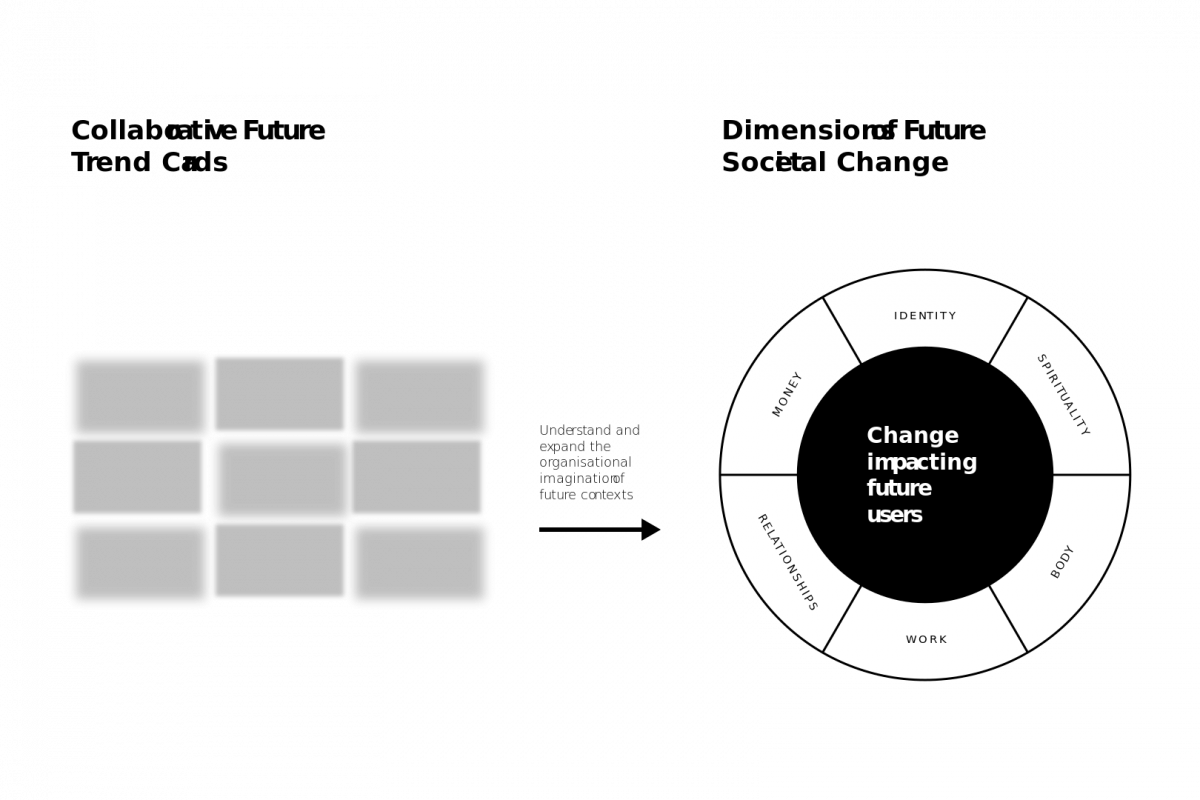 Collaborative Future
Trend Cards
Dimensions of Future
Societal Change
Understand and
expand the
organisational
imagination of
future contexts
IDENTITY
SPIRITUALITY
MONEY
Change
impacting
future
users
RELATIONSHIPS
BODY
WORK